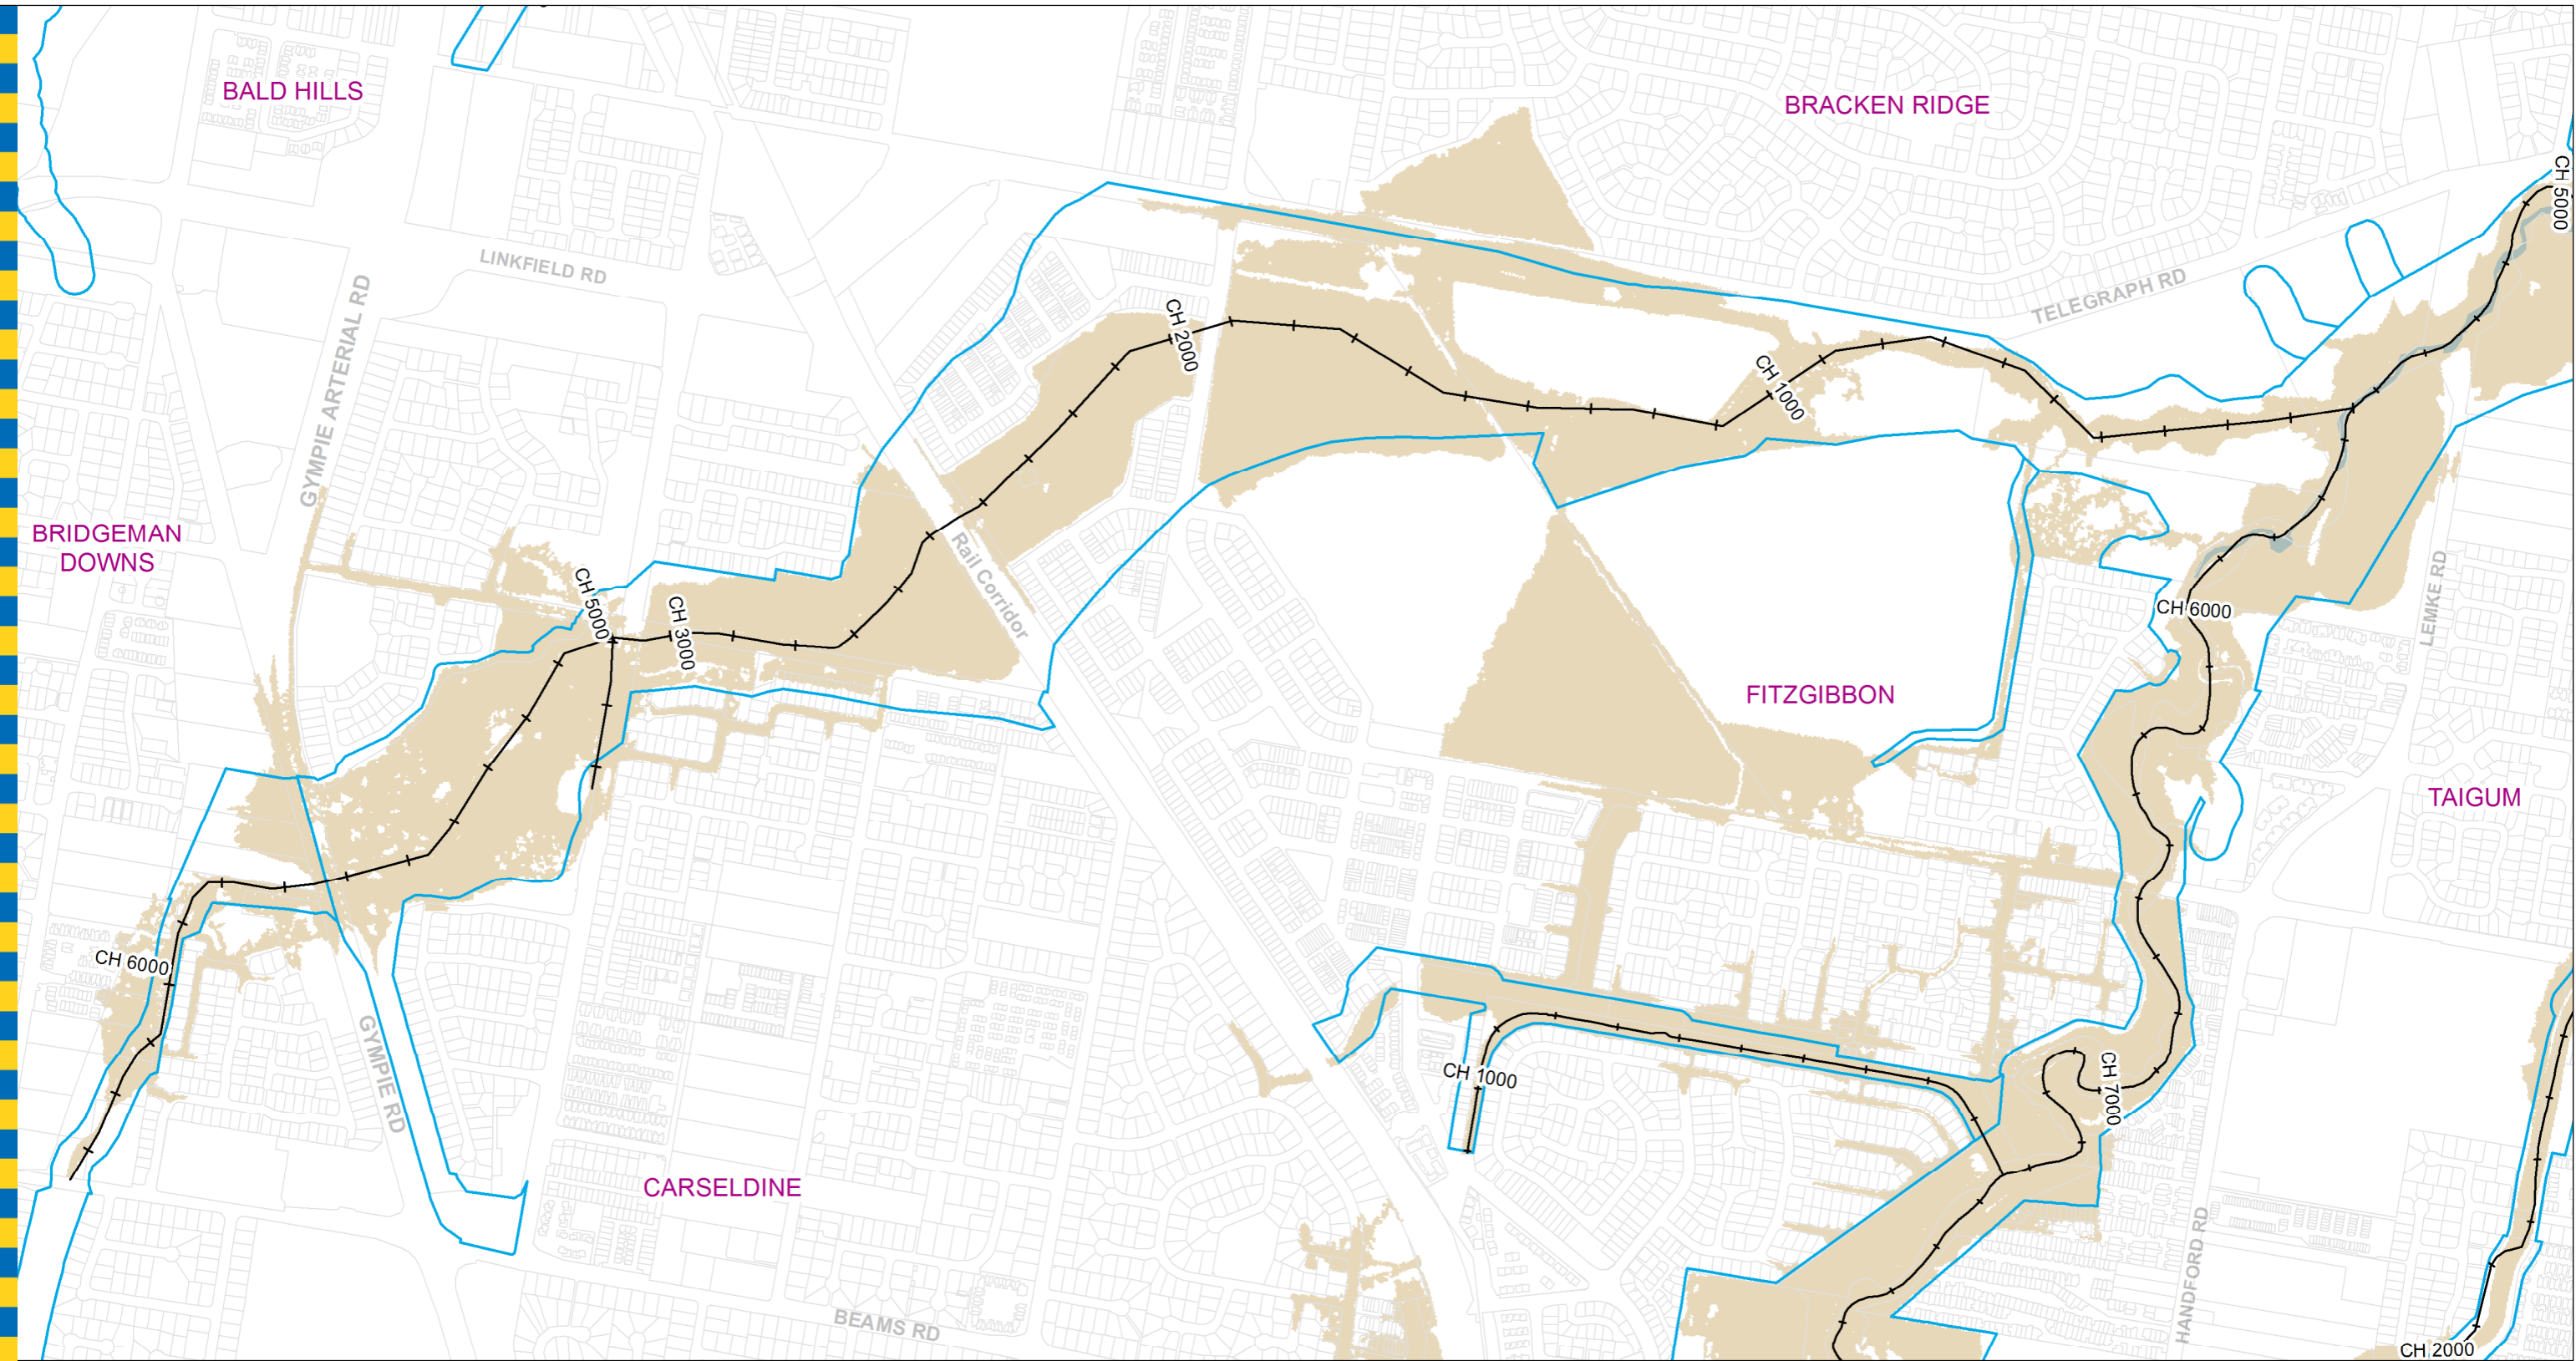 BALD HILLS
BRACKEN RIDGE
CH 5000
LINKFIELD RD
TELEGRAPH RD
GYMPIE ARTERIAL RD
CH 2000
CH 1000
BRIDGEMAN
DOWNS
Rail Corridor
CH 5000
CH 3000
CH 6000
LEMKE RD
FITZGIBBON
TAIGUM
CH 6000
GYMPIE RD
CH 1000
CH 7000
CARSELDINE
HANDFORD RD
BEAMS RD
CH 2000